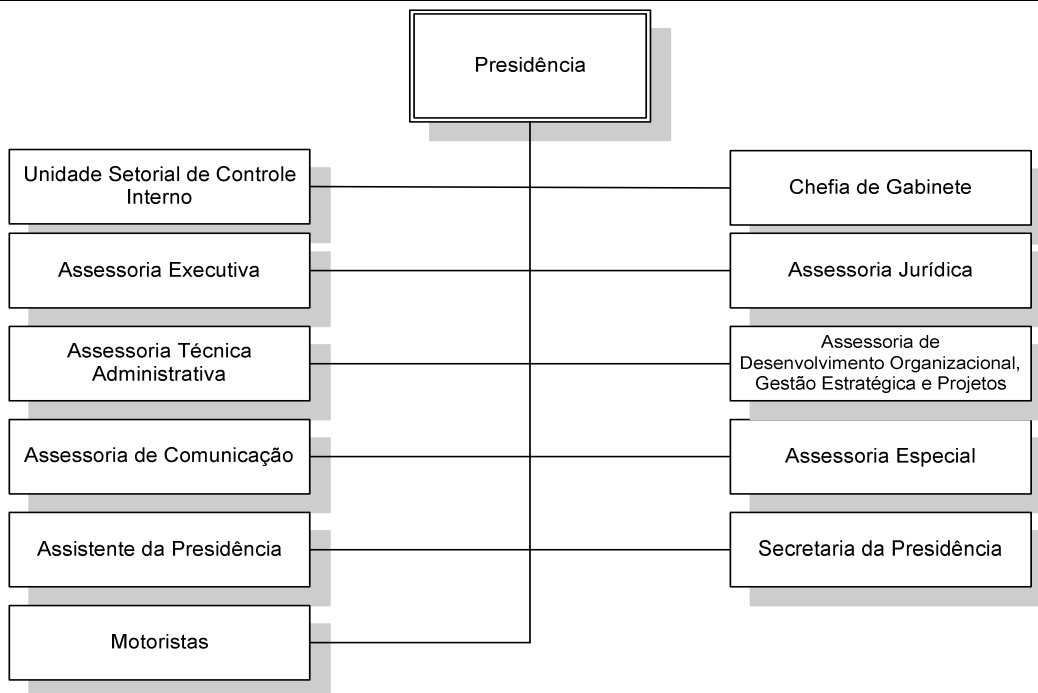 Presidência
Unidade Setorial de Controle
Interno
Chefia de Gabinete
Assessoria Executiva
Assessoria Jurídica
Assessoria Técnica
Administrativa
Assessoria de
Desenvolvimento Organizacional,
Gestão Estratégica e Projetos
Assessoria de Comunicação
Assessoria Especial
Assistente da Presidência
Secretaria da Presidência
Motoristas